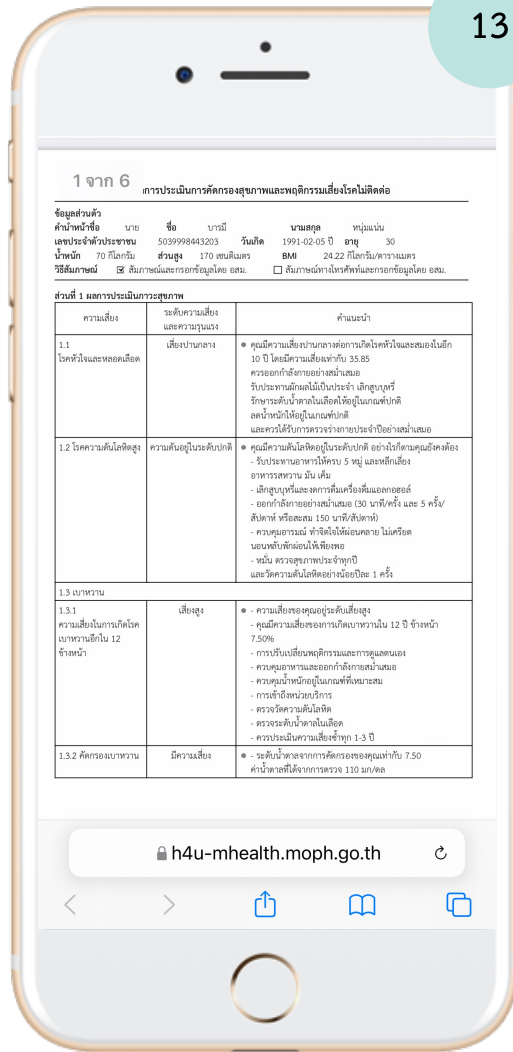 13
1 จาก 6
การประเมินการคัดกรองสุขภาพและพฤติกรรมเสี่ยงโรคไม่ติดต่อ
ข้อมูลส่วนตัว
คำนำหน้าชื่อ นาย ชื่อ บารมี นามสกุล หนุ่มแน่น
เลขประจำตัวประชาชน 5039998443203 วันเกิด 1991-02-05 ปี อายุ 30
น้ำหนัก 70 กิโลกรัม ส่วนสูง 170 เซนติเมตร BMI 24.22 กิโลกรัม/ตารางเมตร
วิธีสัมภาษณ์ ☑ สัมภาษณ์และกรอกข้อมูลโดย อสม. ☐ สัมภาษณ์ทางโทรศัพท์และกรอกข้อมูลโดย อสม.
ส่วนที่ 1 ผลการประเมินภาวะสุขภาพ
ความเสี่ยง
ระดับความเสี่ยง
และความรุนแรง
คำแนะนำ
1.1
โรคหัวใจและหลอดเลือด
เสี่ยงปานกลาง
● คุณมีความเสี่ยงปานกลางต่อการเกิดโรคหัวใจและสมองในอีก
10 ปี โดยมีความเสี่ยงเท่ากับ 35.85
ควรออกกำลังกายอย่างสม่ำเสมอ
รับประทานผักผลไม้เป็นประจำ เลิกสูบบุหรี่
รักษาระดับน้ำตาลในเลือดให้อยู่ในเกณฑ์ปกติ
ลดน้ำหนักให้อยู่ในเกณฑ์ปกติ
และควรได้รับการตรวจร่างกายประจำปีอย่างสม่ำเสมอ
1.2 โรคความดันโลหิตสูง
ความดันอยู่ในระดับปกติ
● คุณมีความดันโลหิตอยู่ในระดับปกติ อย่างไรก็ตามคุณยังคงต้อง
- รับประทานอาหารให้ครบ 5 หมู่ และหลีกเลี่ยง
อาหารรสหวาน มัน เค็ม
- เลิกสูบบุหรี่และงดการดื่มเครื่องดื่มแอลกอฮอล์
- ออกกำลังกายอย่างสม่ำเสมอ (30 นาที/ครั้ง และ 5 ครั้ง/
สัปดาห์ หรือสะสม 150 นาที/สัปดาห์)
- ควบคุมอารมณ์ ทำจิตใจให้ผ่อนคลาย ไม่เครียด
นอนหลับพักผ่อนให้เพียงพอ
- หมั่น ตรวจสุขภาพประจำทุกปี
และวัดความดันโลหิตอย่างน้อยปีละ 1 ครั้ง
1.3 เบาหวาน
1.3.1
ความเสี่ยงในการเกิดโรค
เบาหวานอีกใน 12
ข้างหน้า
เสี่ยงสูง
● - ความเสี่ยงของคุณอยู่ระดับเสี่ยงสูง
- คุณมีความเสี่ยงของการเกิดเบาหวานใน 12 ปี ข้างหน้า
7.50%
- การปรับเปลี่ยนพฤติกรรมและการดูแลตนเอง
- ควบคุมอาหารและออกกำลังกายสม่ำเสมอ
- ควบคุมน้ำหนักอยู่ในเกณฑ์ที่เหมาะสม
- การเข้าถึงหน่วยบริการ
- ตรวจวัดความดันโลหิต
- ตรวจระดับน้ำตาลในเลือด
- ควรประเมินความเสี่ยงซ้ำทุก 1-3 ปี
1.3.2 คัดกรองเบาหวาน
มีความเสี่ยง
● - ระดับน้ำตาลจากการคัดกรองของคุณเท่ากับ 7.50
ค่าน้ำตาลที่ได้จากการตรวจ 110 มก/ดล
h4u-mhealth.moph.go.th